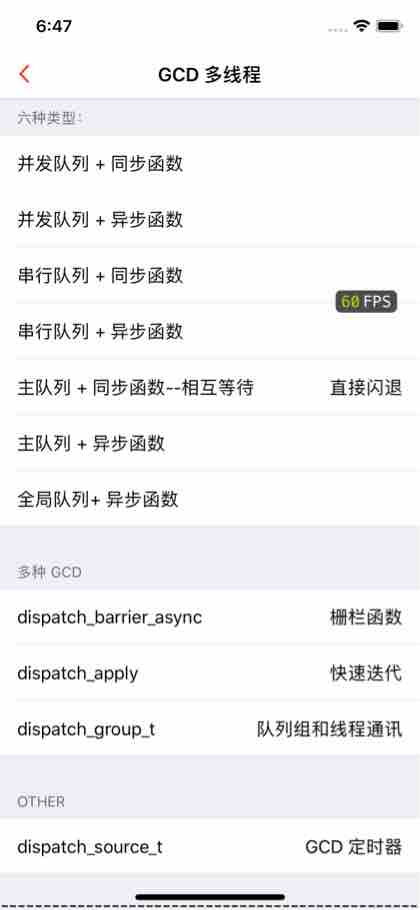 6:47
GCD 多线程
六种类型：
并发队列 + 同步函数
并发队列 + 异步函数
串行队列 + 同步函数
60 FPS
串行队列 + 异步函数
主队列 + 同步函数--相互等待 直接闪退
主队列 + 异步函数
全局队列+ 异步函数
多种 GCD
dispatch_barrier_async 栅栏函数
dispatch_apply 快速迭代
dispatch_group_t 队列组和线程通讯
OTHER
dispatch_source_t GCD 定时器